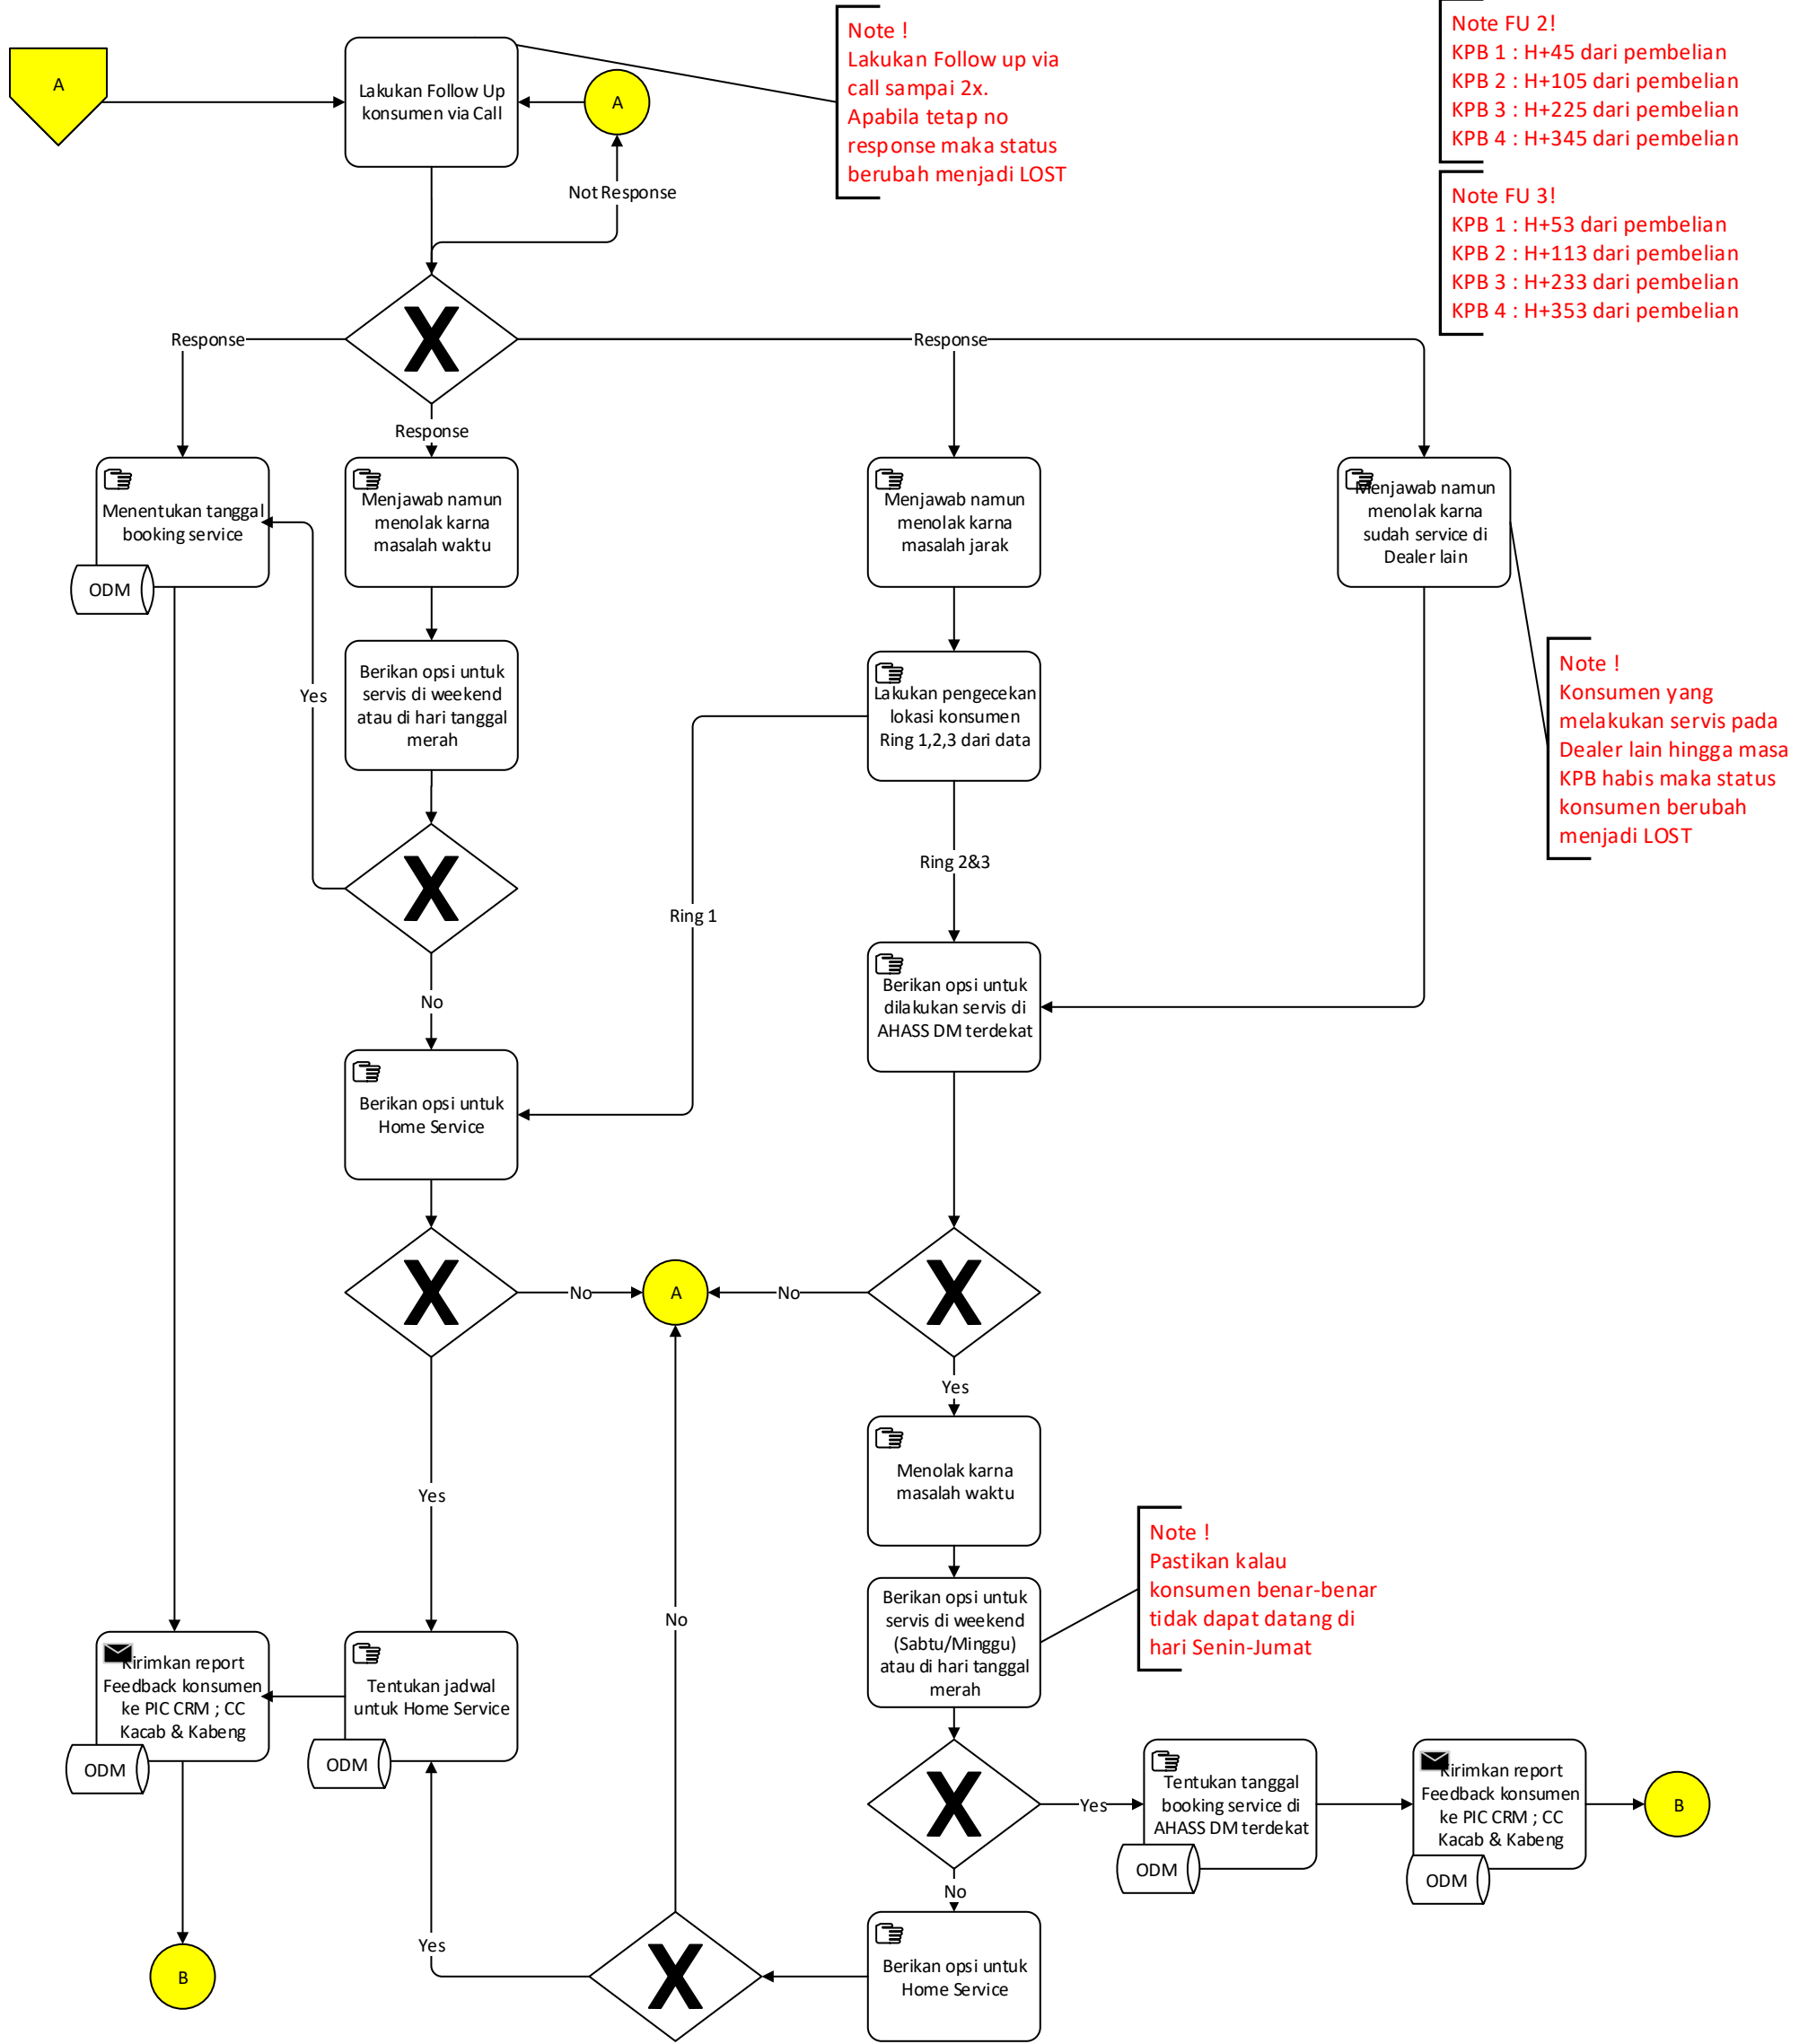 A
Lakukan Follow Up
konsumen via Call
A
Not Response
Note !
Lakukan Follow up via
call sampai 2x.
Apabila tetap no
response maka status
berubah menjadi LOST
Note FU 2!
KPB 1 : H+45 dari pembelian
KPB 2 : H+105 dari pembelian
KPB 3 : H+225 dari pembelian
KPB 4 : H+345 dari pembelian
Note FU 3!
KPB 1 : H+53 dari pembelian
KPB 2 : H+113 dari pembelian
KPB 3 : H+233 dari pembelian
KPB 4 : H+353 dari pembelian
X
Response
Response
Response
Menentukan tanggal
booking service
ODM
Menjawab namun
menolak karna
masalah waktu
Menjawab namun
menolak karna
masalah jarak
Menjawab namun
menolak karna
sudah service di
Dealer lain
Note !
Konsumen yang
melakukan servis pada
Dealer lain hingga masa
KPB habis maka status
konsumen berubah
menjadi LOST
Yes
Berikan opsi untuk
servis di weekend
atau di hari tanggal
merah
Lakukan pengecekan
lokasi konsumen
Ring 1,2,3 dari data
X
Ring 2&3
Ring 1
No
Berikan opsi untuk
dilakukan servis di
AHASS DM terdekat
Berikan opsi untuk
Home Service
X
No
A
No
X
Yes
Yes
Menolak karna
masalah waktu
No
Berikan opsi untuk
servis di weekend
(Sabtu/Minggu)
atau di hari tanggal
merah
Note !
Pastikan kalau
konsumen benar-benar
tidak dapat datang di
hari Senin-Jumat
Kirimkan report
Feedback konsumen
ke PIC CRM ; CC
Kacab & Kabeng
ODM
Tentukan jadwal
untuk Home Service
ODM
X
Yes
Tentukan tanggal
booking service di
AHASS DM terdekat
ODM
Kirimkan report
Feedback konsumen
ke PIC CRM ; CC
Kacab & Kabeng
ODM
B
No
B
Yes
X
Berikan opsi untuk
Home Service